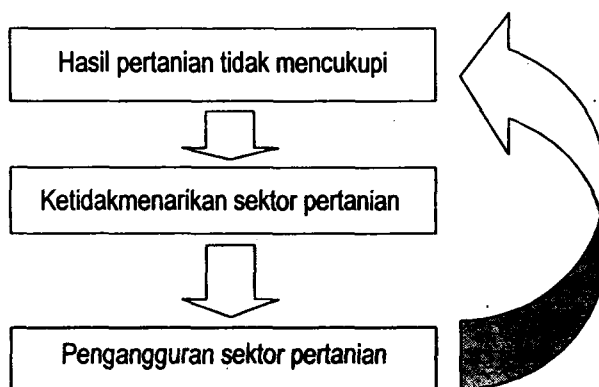 Hasil pertanian tidak mencukupi
Ketidakmenarikan sektor pertanian
Pengangguran sektor pertanian